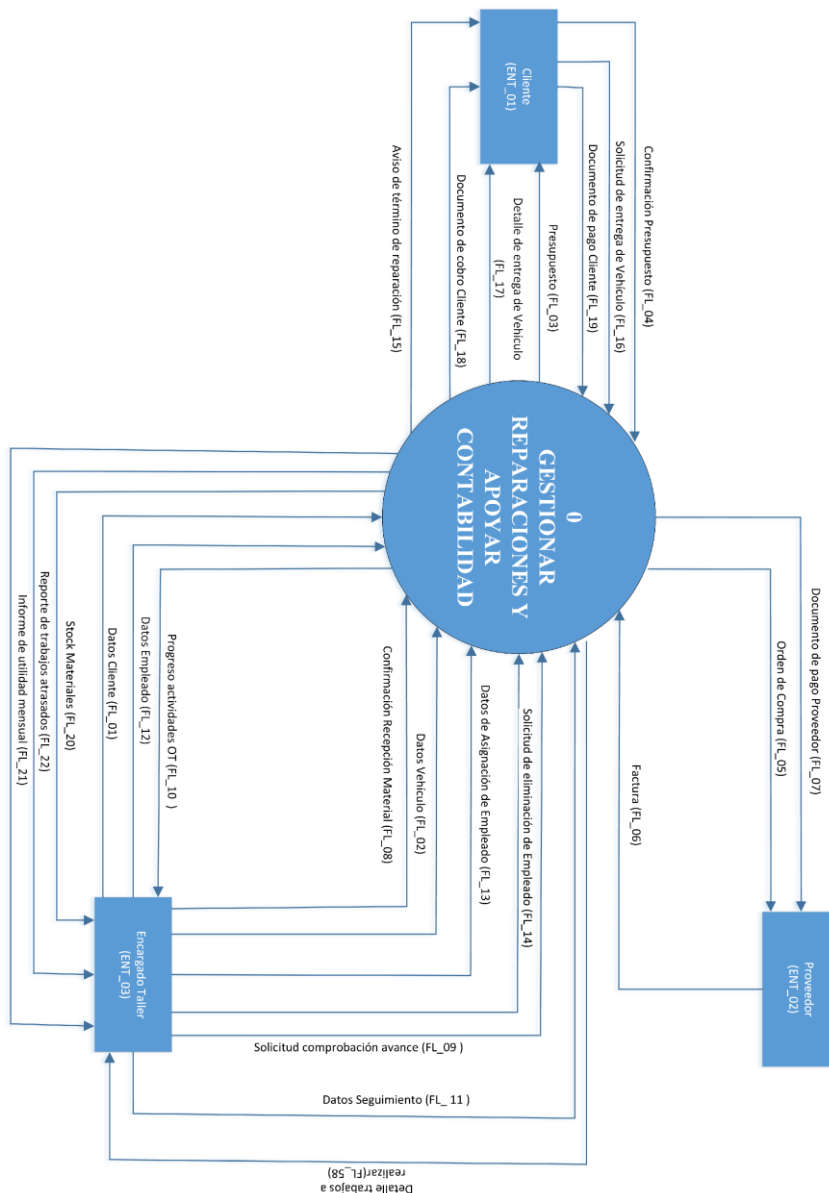 Cliente
(ENT_01)
Confirmación Presupuesto (FL_04)
Solicitud de entrega de Vehículo (FL_16)
Documento de pago Cliente (FL_19)
Presupuesto (FL_03)
Detalle de entrega de Vehículo
(FL_17)
Documento de cobro Cliente (FL_18)
Aviso de término de reparación (FL_15)
0
GESTIONAR
REPARACIONES Y
APOYAR
CONTABILIDAD
Documento de pago Proveedor (FL_07)
Orden de Compra (FL_05)
Factura (FL_06)
Proveedor
(ENT_02)
Solicitud de eliminación de Empleado (FL_14)
Datos de Asignación de Empleado (FL_13)
Datos Vehículo (FL_02)
Confirmación Recepción Material (FL_08)
Progreso actividades OT (FL_10 )
Datos Empleado (FL_12)
Datos Cliente (FL_01)
Stock Materiales (FL_20)
Reporte de trabajos atrasados (FL_22)
Informe de utilidad mensual (FL_21)
Encargado Taller
(ENT_03)
Solicitud comprobación avance (FL_09 )
Datos Seguimiento (FL_ 11 )
Detalle trabajos a
realizar(FL_58)